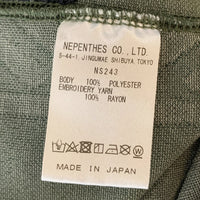 NEPENTHES CO., LTD.
5-44-1 JINGUMAE SHIBUYA, TOKYO
NS243
BODY 100% POLYESTER
EMBROIDERY YARN
100% RAYON
MADE IN JAPAN